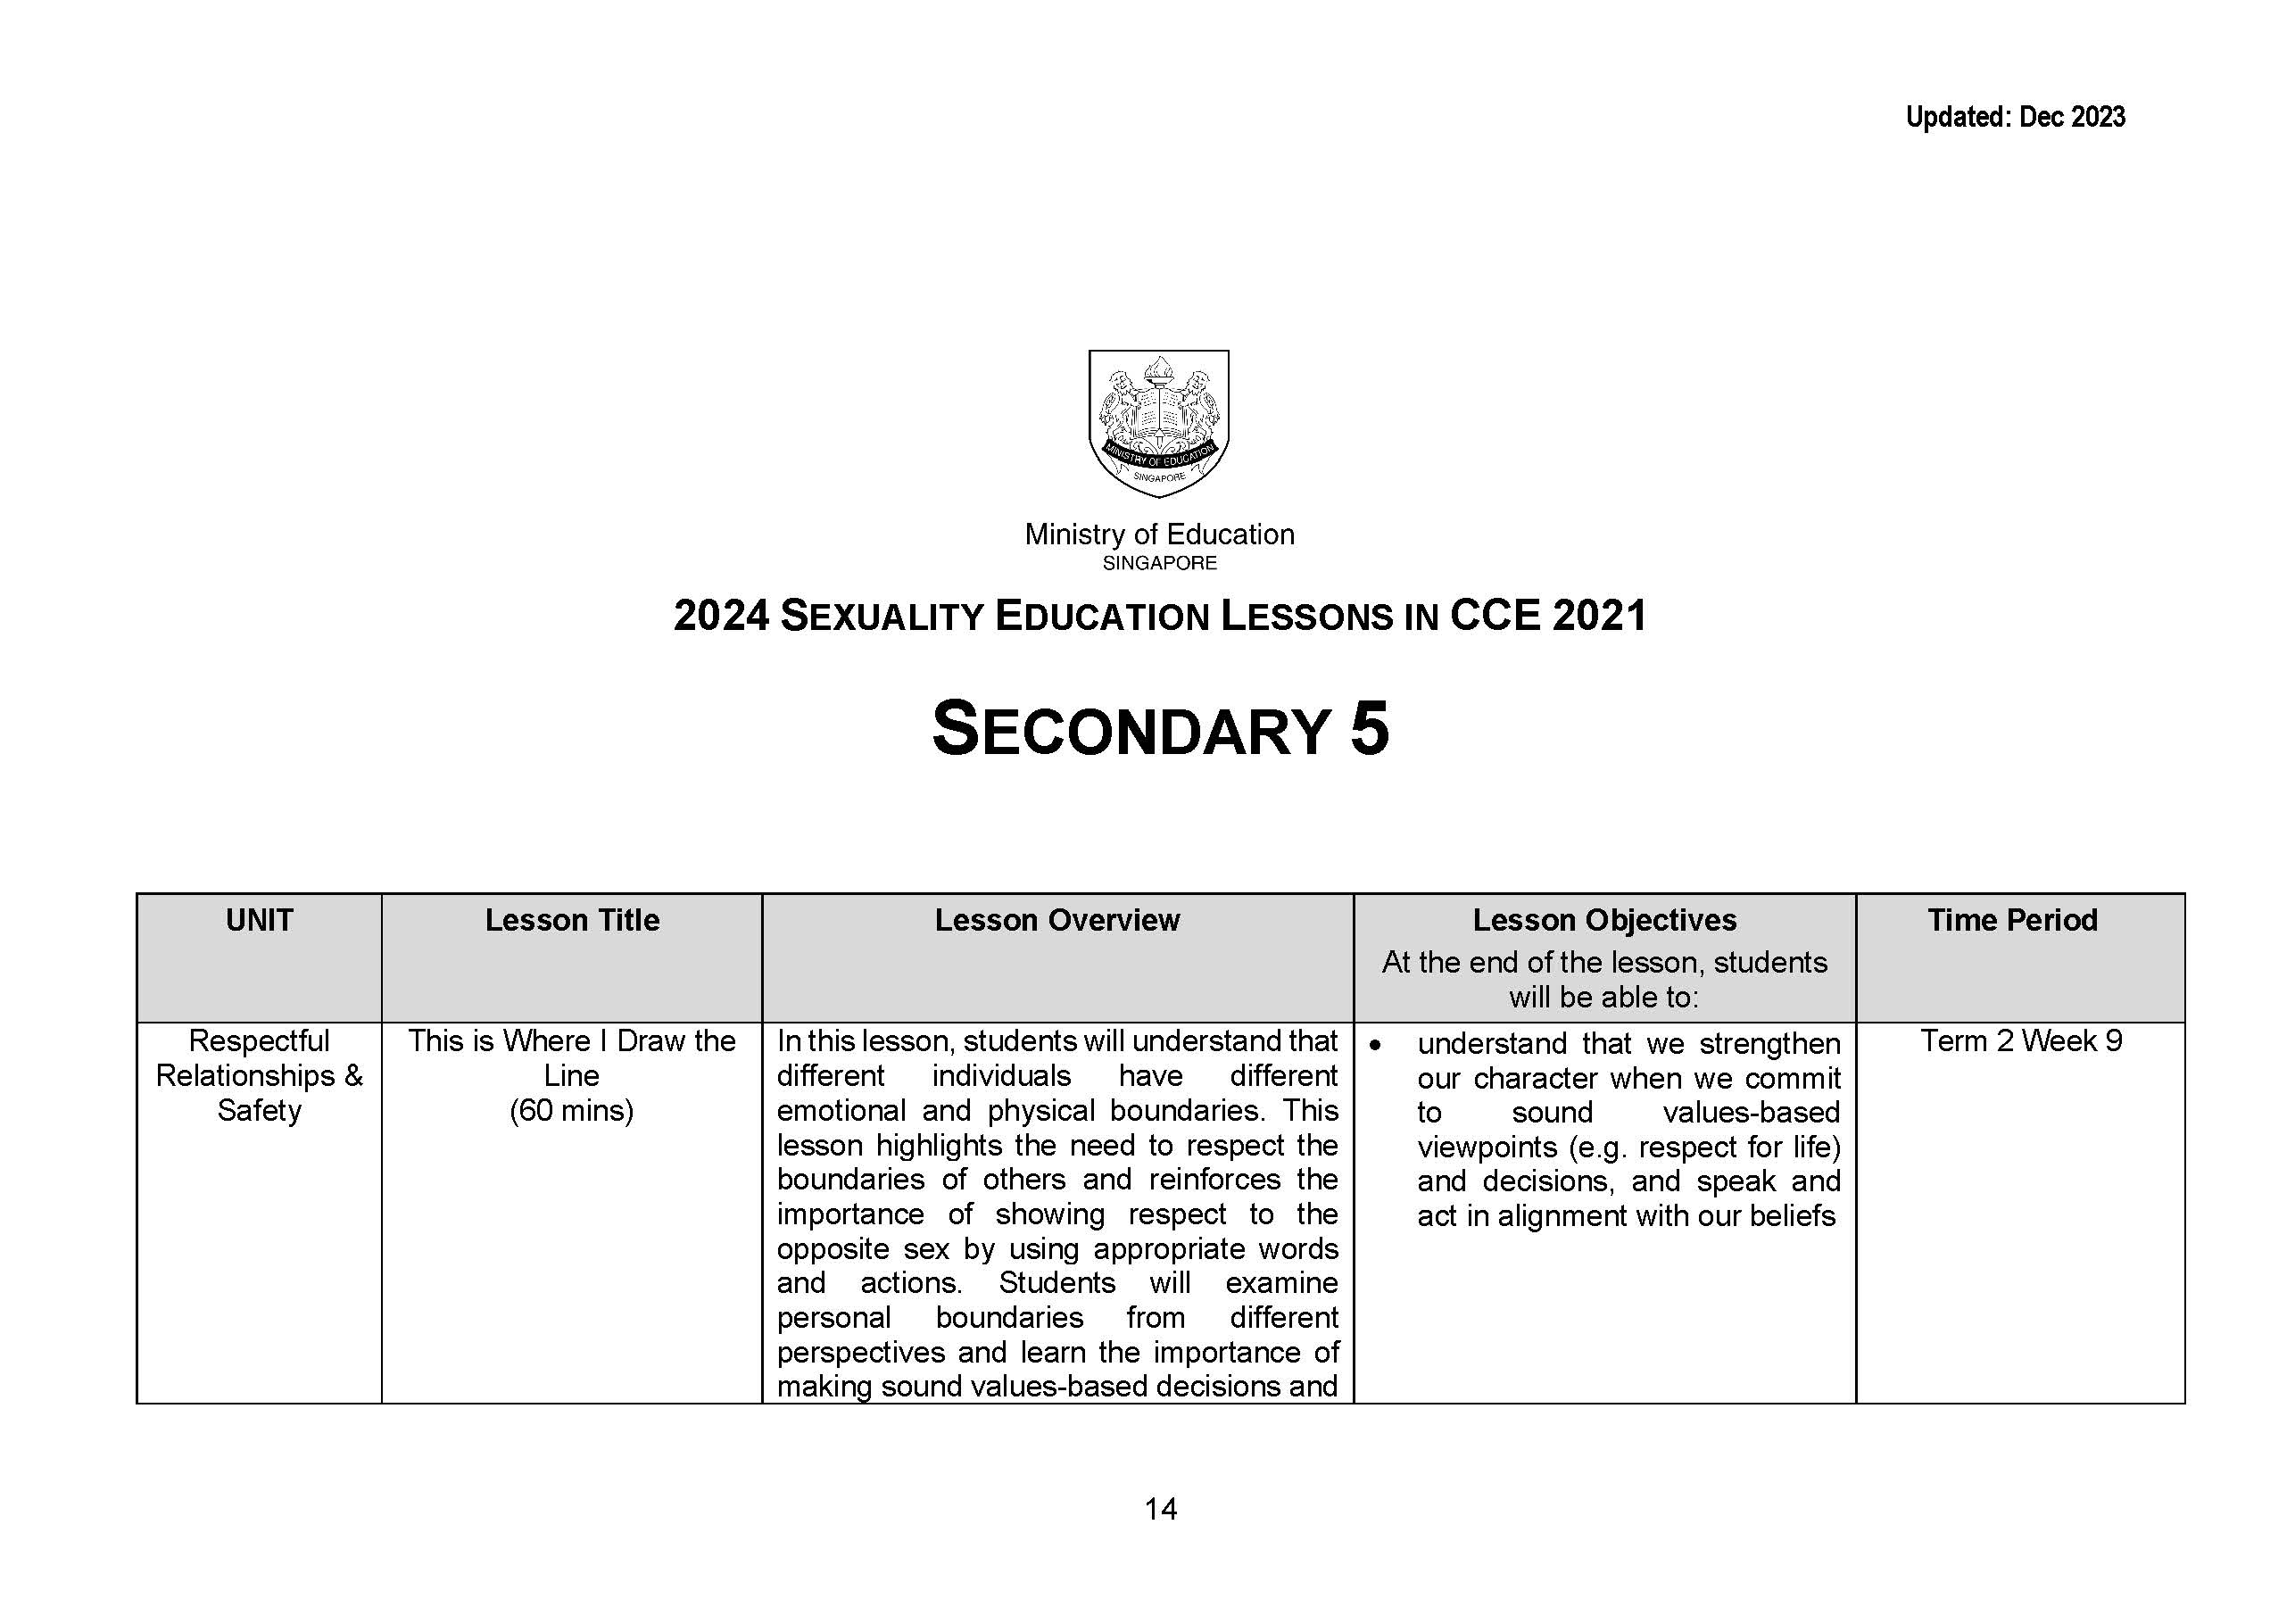 Updated: Dec 2023
MINISTRY OF EDUCATION
SINGAPORE
Ministry of Education
SINGAPORE
2024 SEXUALITY EDUCATION LESSONS IN CCE 2021
SECONDARY 5
UNIT
Lesson Title
Lesson Overview
Lesson Objectives
At the end of the lesson, students
will be able to:
Time Period
Respectful
Relationships &
Safety
This is Where I Draw the
Line
(60 mins)
In this lesson, students will understand that
different individuals have different
emotional and physical boundaries. This
lesson highlights the need to respect the
boundaries of others and reinforces the
importance of showing respect to the
opposite sex by using appropriate words
and actions. Students will examine
personal boundaries from different
perspectives and learn the importance of
making sound values-based decisions and
• understand that we strengthen
our character when we commit
to sound values-based
viewpoints (e.g. respect for life)
and decisions, and speak and
act in alignment with our beliefs
Term 2 Week 9
14